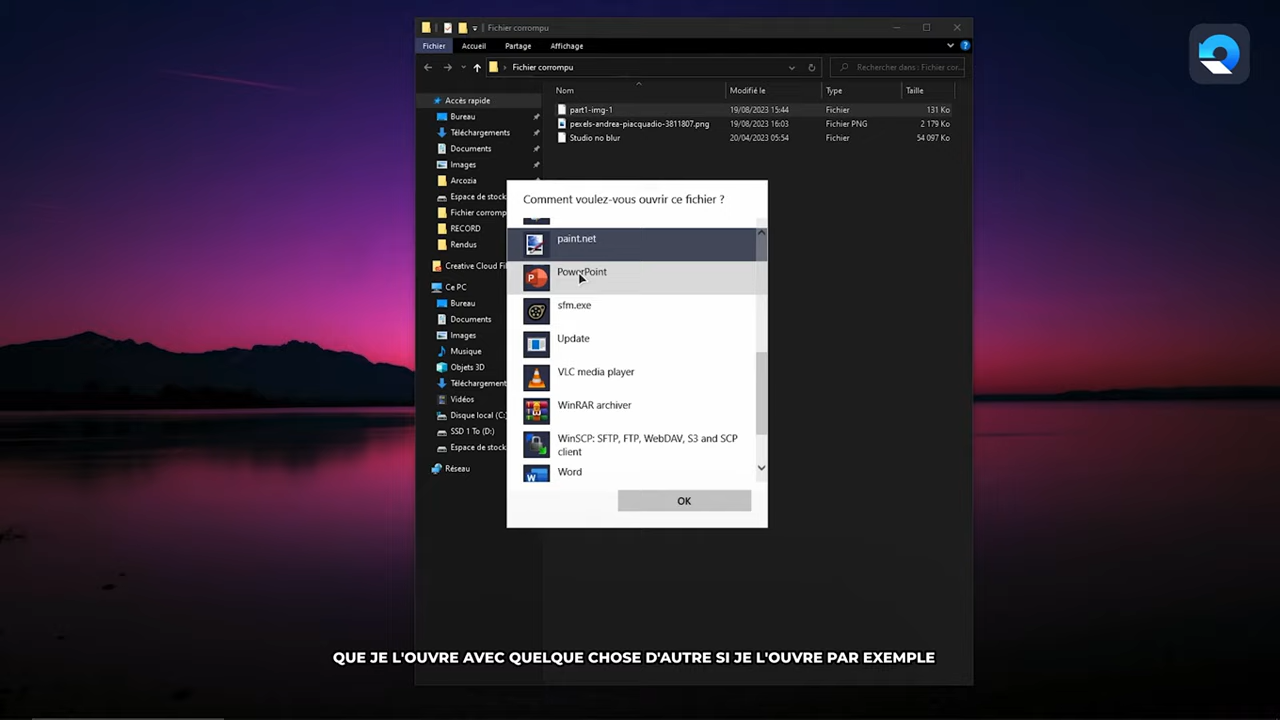 Fichier corrompu
Fichier Accueil Partage Affichage
Fichier corrompu Rechercher dans : Fichier cor...
Nom Modifié le Type Taille
Accès rapide
Bureau
Téléchargements
Documents
Images
Arcozia
Espace de stock
Fichier corromp
RECORD
Rendus
Creative Cloud Fi
Ce PC
Bureau
Documents
Images
Musique
Objets 3D
Téléchargement
Vidéos
Disque local (C:
SSD 1 To (D:)
Espace de stock
Réseau
part1-img-1 19/08/2023 15:44 Fichier 131 Ko
pexels-andrea-piacquadio-3811807.png 19/08/2023 16:03 Fichier PNG 2 179 Ko
Studio no blur 20/04/2023 05:54 Fichier 54 097 Ko
Comment voulez-vous ouvrir ce fichier ?
paint.net
PowerPoint
sfm.exe
Update
VLC media player
WinRAR archiver
WinSCP: SFTP, FTP, WebDAV, S3 and SCP
client
Word
OK
QUE JE L'OUVRE AVEC QUELQUE CHOSE D'AUTRE SI JE L'OUVRE PAR EXEMPLE